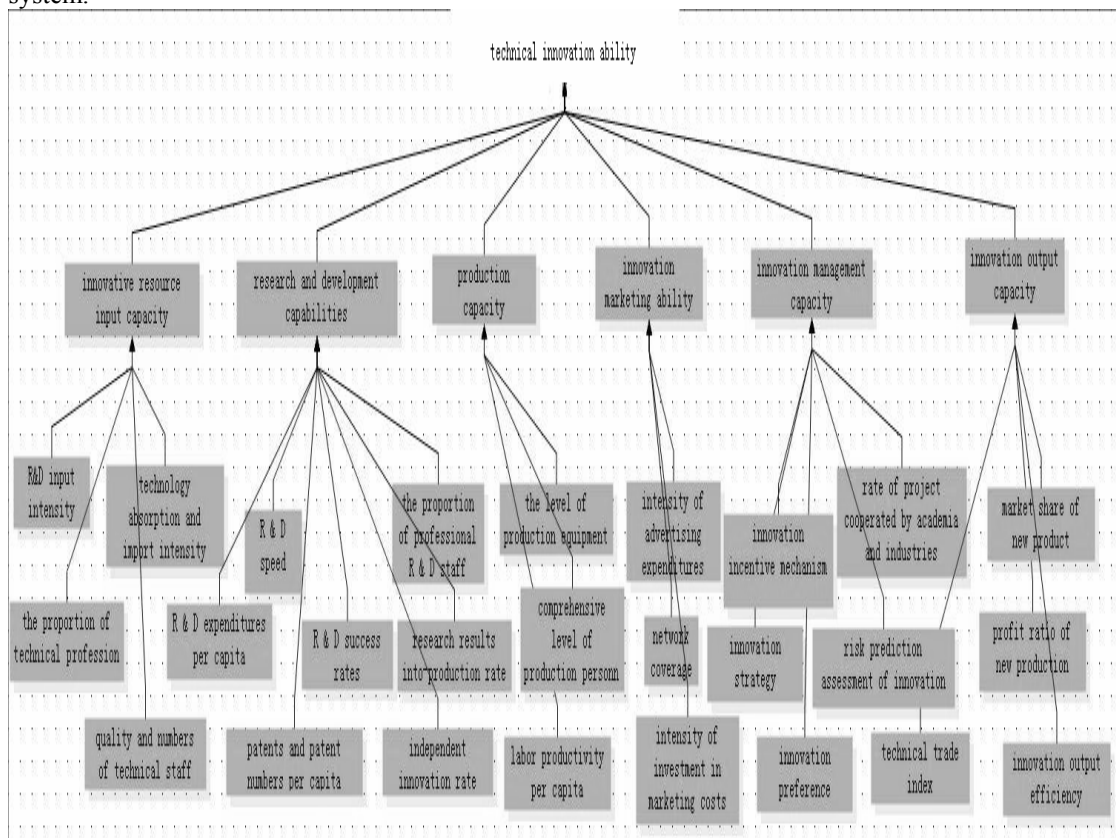 system.
technical innovation ability
innovative resource
input capacity
research and development
capabilities
production
capacity
innovation
marketing ability
innovation management
capacity
innovation output
capacity
R&D input
intensity
technology
absorption and
import intensity
R & D
speed
the proportion
of professional
R & D staff
the level of
production equipment
intensity of
advertising
expenditures
innovation
incentive mechanism
rate of project
cooperated by academia
and industries
market share of
new product
the proportion of
technical profession
R & D expenditures
per capita
R & D success
rates
research results
into production rate
comprehensive
level of
production personn
network
coverage
innovation
strategy
risk prediction
assessment of innovation
profit ratio of
new production
quality and numbers
of technical staff
patents and patent
numbers per capita
independent
innovation rate
labor productivity
per capita
intensity of
investment in
marketing costs
innovation
preference
technical trade
index
innovation output
efficiency